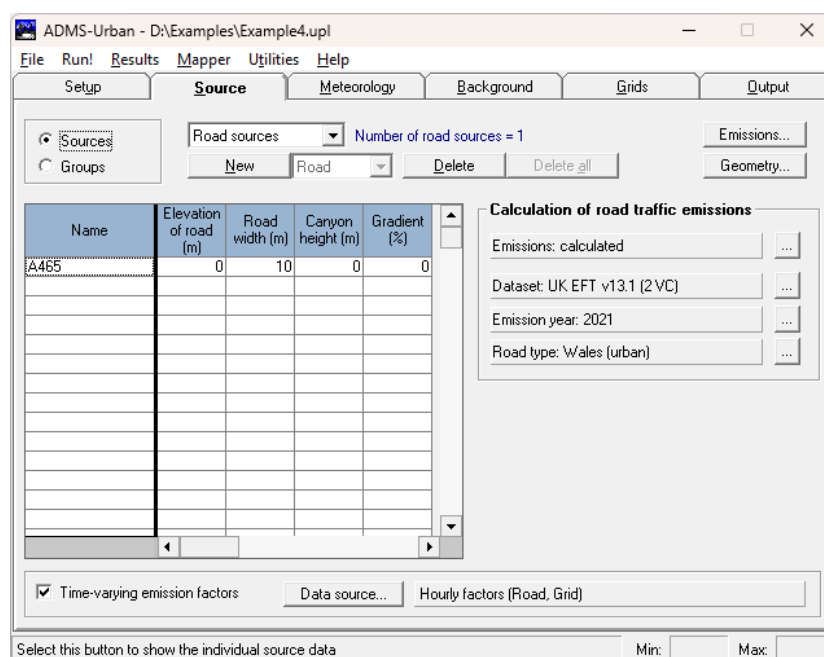 ADMS-Urban - D:\Examples\Example4.upl
File Run! Results Mapper Utilities Help
Setup Source Meteorology Background Grids Output
Sources
Groups
Road sources Number of road sources = 1
New Road Delete Delete all
Emissions...
Geometry...
Name Elevation of road (m) Road width (m) Canyon height (m) Gradient (%)
A465 0 10 0 0
Calculation of road traffic emissions
Emissions: calculated ...
Dataset: UK EFT v13.1 (2 VC) ...
Emission year: 2021 ...
Road type: Wales (urban) ...
Time-varying emission factors Data source... Hourly factors (Road, Grid)
Select this button to show the individual source data Min: Max: